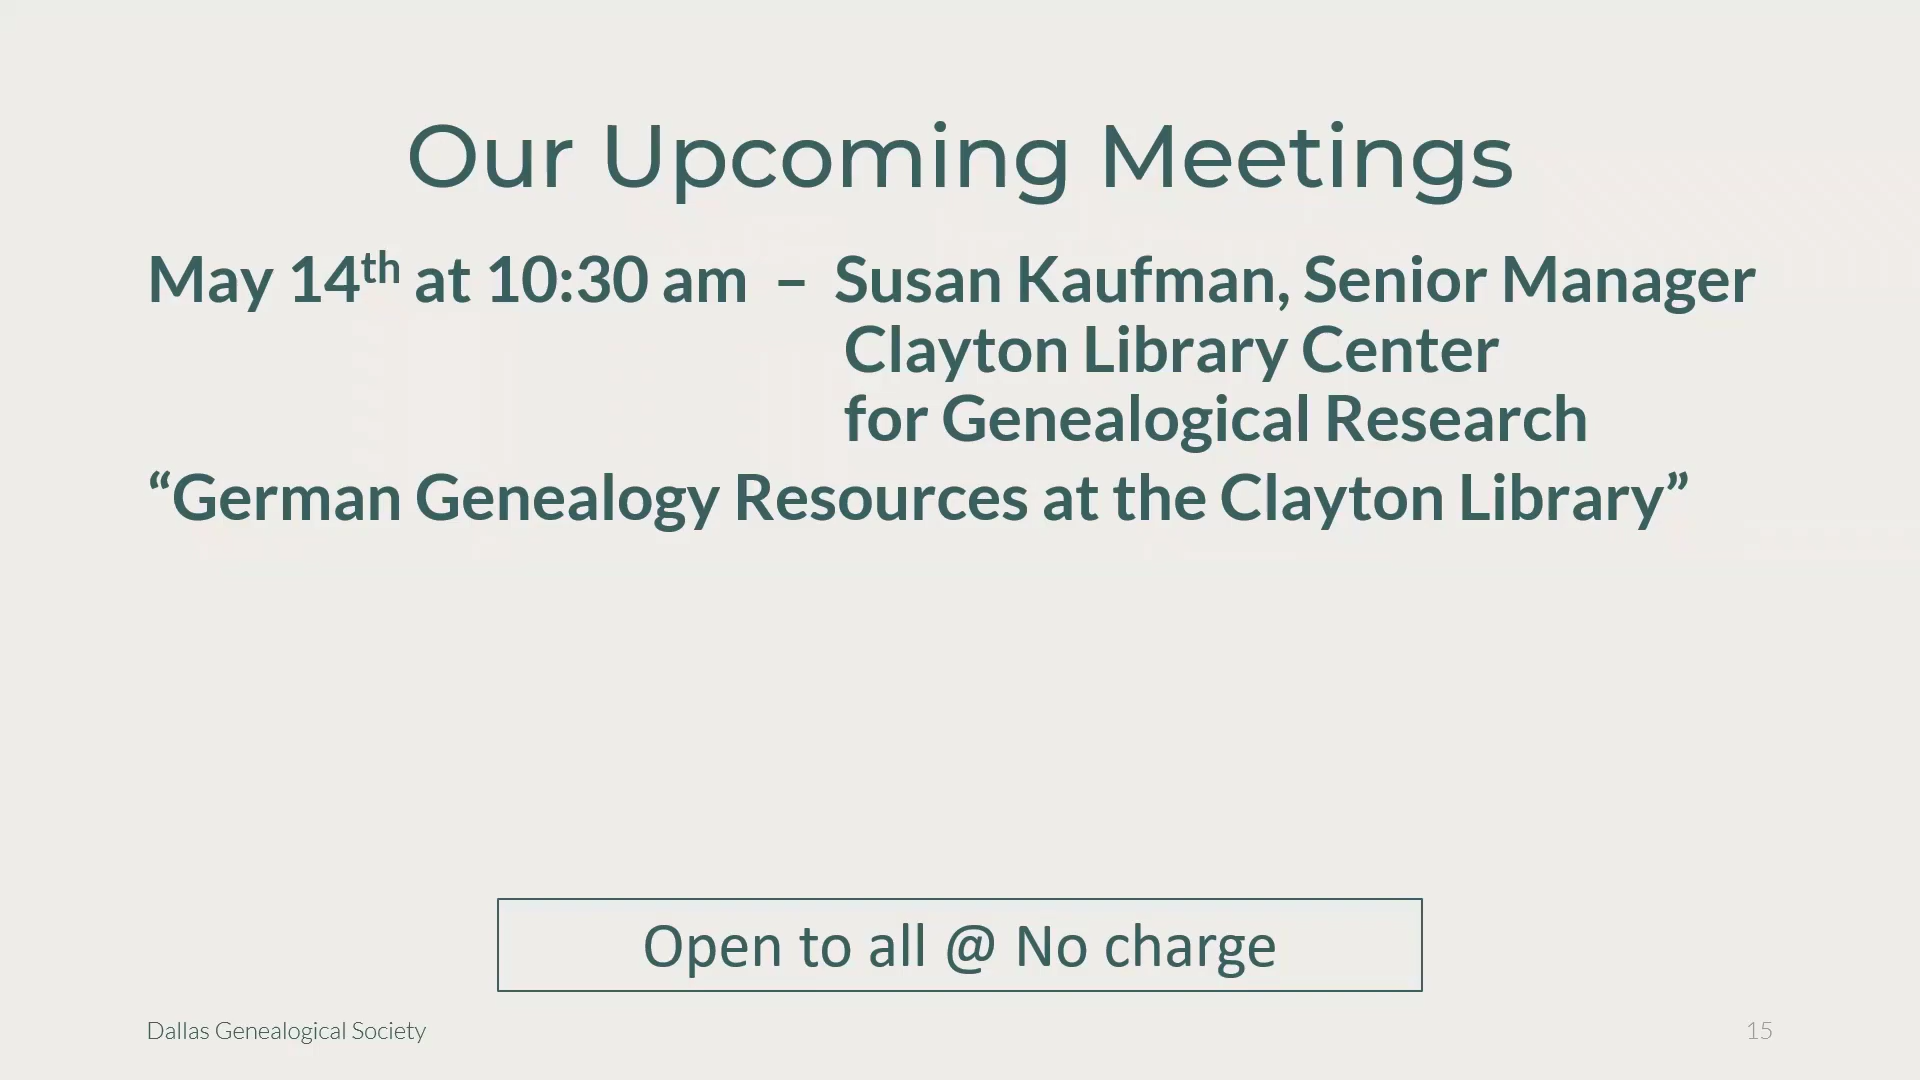 Our Upcoming Meetings
May 14th at 10:30 am – Susan Kaufman, Senior Manager
Clayton Library Center
for Genealogical Research
“German Genealogy Resources at the Clayton Library”
Open to all @ No charge
Dallas Genealogical Society
15